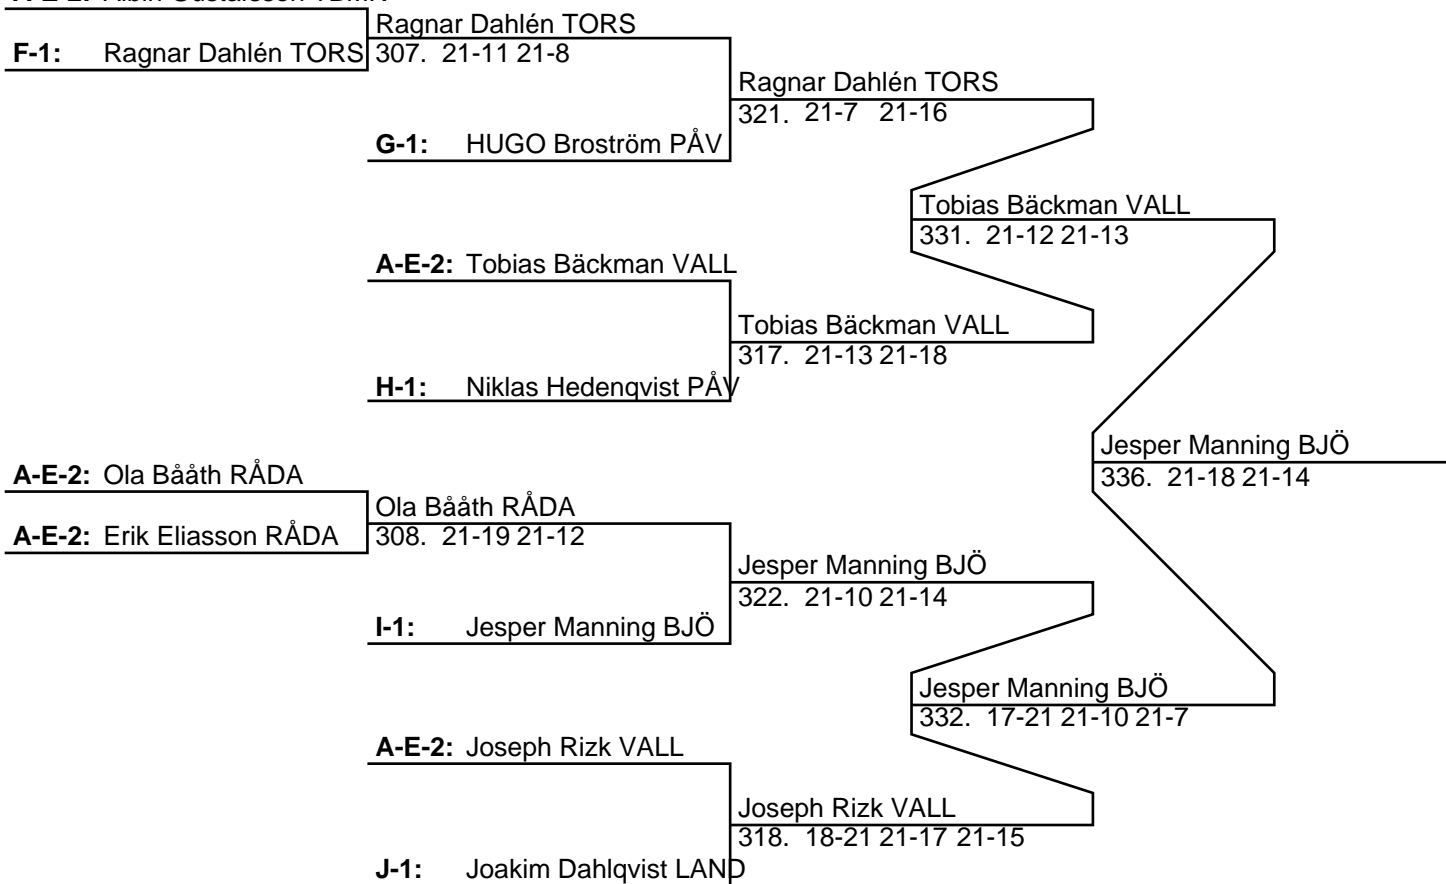 Ragnar Dahlén TORS
F-1: Ragnar Dahlén TORS
307. 21-11 21-8
Ragnar Dahlén TORS
321. 21-7 21-16
G-1: HUGO Broström PÅV
Tobias Bäckman VALL
331. 21-12 21-13
A-E-2: Tobias Bäckman VALL
Tobias Bäckman VALL
317. 21-13 21-18
H-1: Niklas Hedenqvist PÅV
Jesper Manning BJÖ
336. 21-18 21-14
A-E-2: Ola Bååth RÅDA
Ola Bååth RÅDA
308. 21-19 21-12
A-E-2: Erik Eliasson RÅDA
Jesper Manning BJÖ
322. 21-10 21-14
I-1: Jesper Manning BJÖ
Jesper Manning BJÖ
332. 17-21 21-10 21-7
A-E-2: Joseph Rizk VALL
Joseph Rizk VALL
318. 18-21 21-17 21-15
J-1: Joakim Dahlqvist LAND